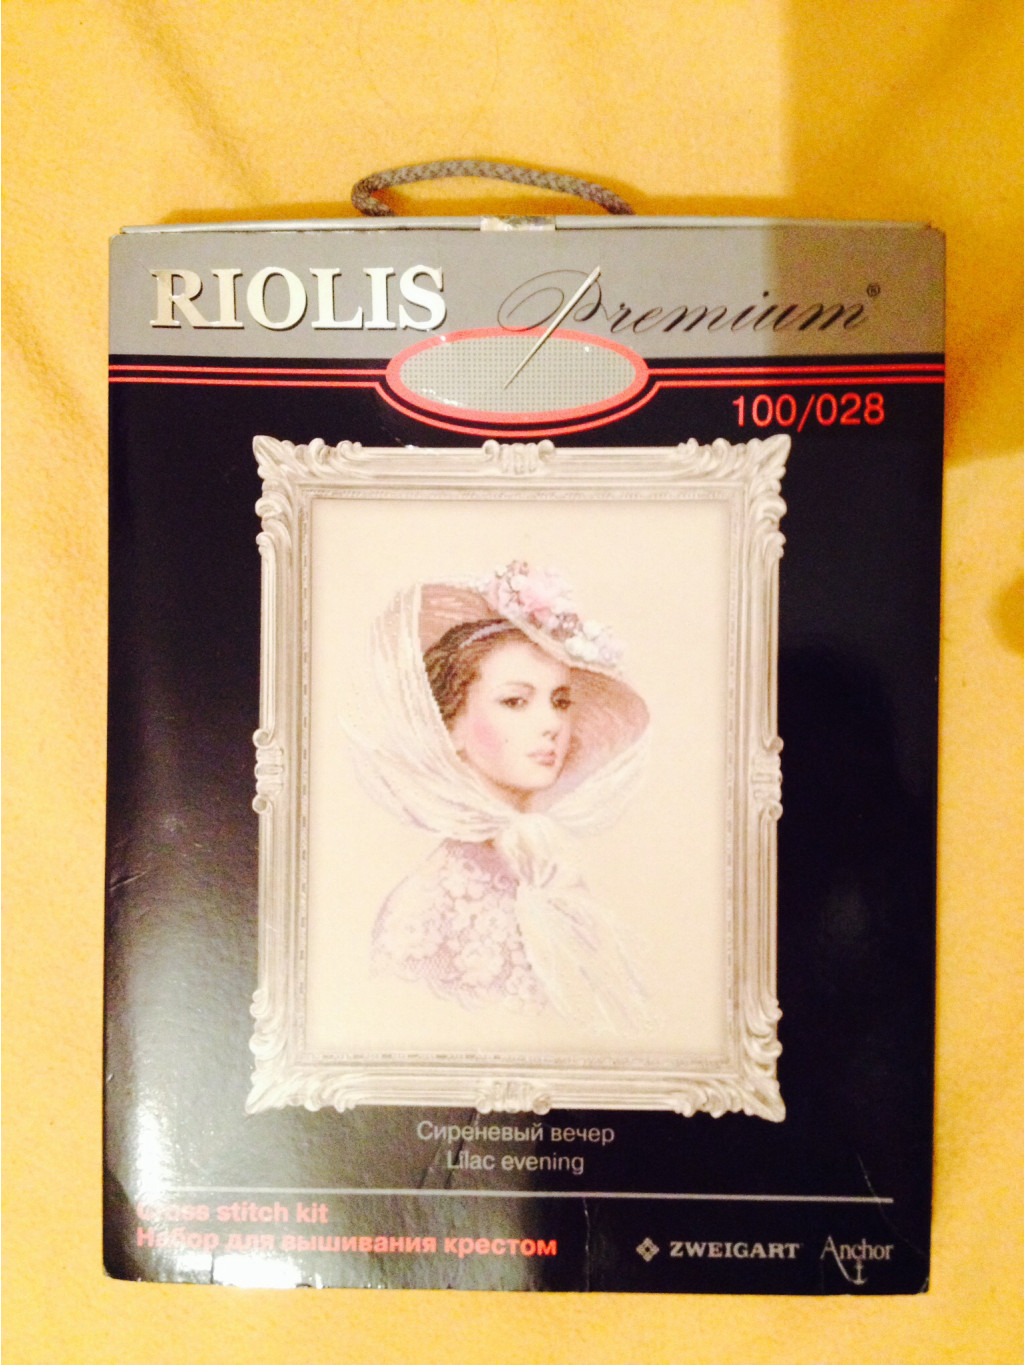 RIOLIS Premium®
100/028
Сиреневый вечер
Lilac evening
Cross stitch kit
Набор для вышивания крестом
ZWEIGART Anchor